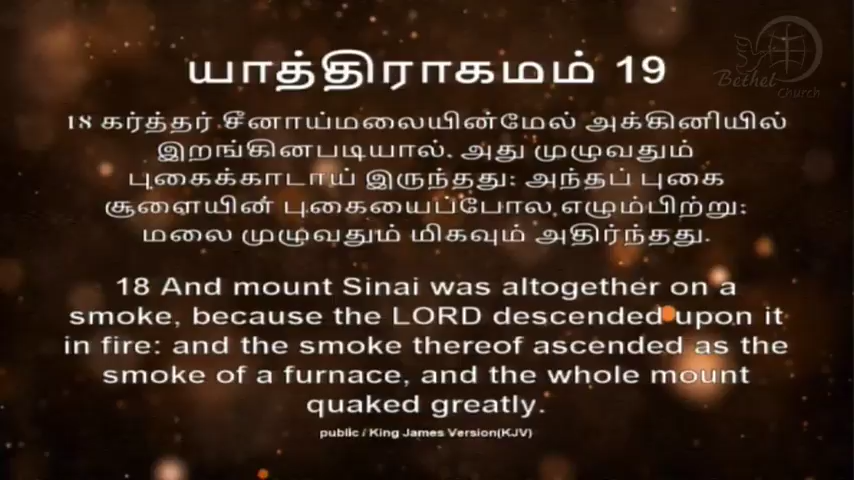 யாத்திராகமம் 19
Bethel
Church
18 கர்த்தர் சீனாய்மலையின்மேல் அக்கினியில்
இறங்கினபடியால், அது முழுவதும்
புகைக்காடாய் இருந்தது: அந்தப் புகை
சூளையின் புகையைப்போல எழும்பிற்று:
மலை முழுவதும் மிகவும் அதிர்ந்தது.
18 And mount Sinai was altogether on a
smoke, because the LORD descended upon it
in fire: and the smoke thereof ascended as the
smoke of a furnace, and the whole mount
quaked greatly.
public / King James Version(KJV)